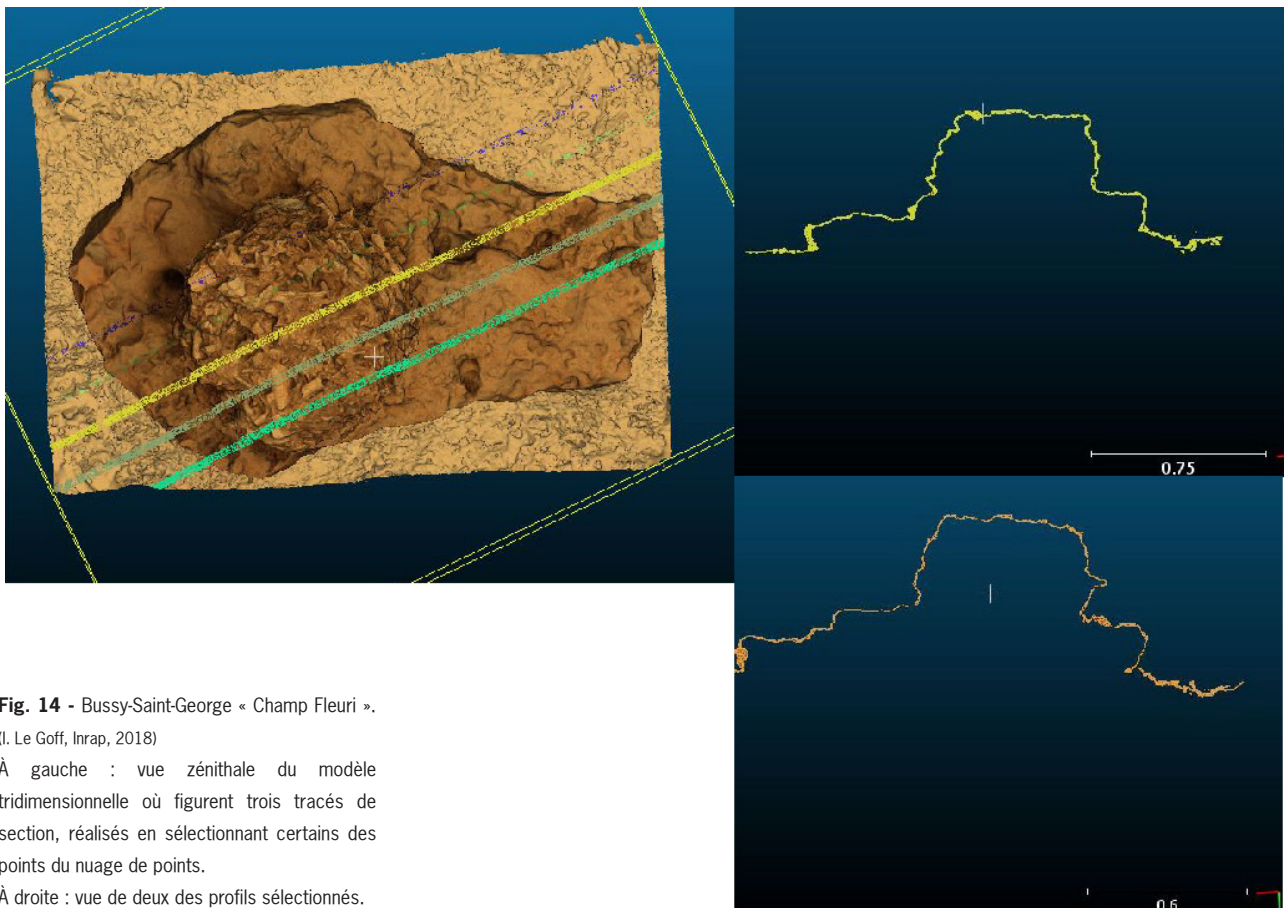 0.75
0.6
Fig. 14 - Bussy-Saint-George « Champ Fleuri ».
(I. Le Goff, Inrap, 2018)
À gauche : vue zénithale du modèle
tridimensionnelle où figurent trois tracés de
section, réalisés en sélectionnant certains des
points du nuage de points.
À droite : vue de deux des profils sélectionnés.